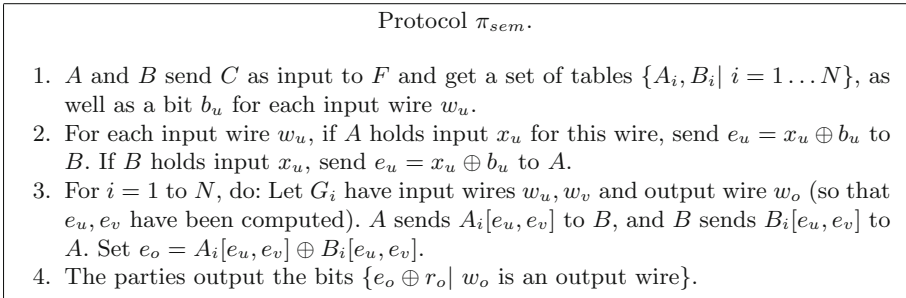 Protocol π_sem.
1. A and B send C as input to F and get a set of tables {A_i, B_i| i = 1 . . . N}, as
well as a bit b_u for each input wire w_u.
2. For each input wire w_u, if A holds input x_u for this wire, send e_u = x_u ⊕ b_u to
B. If B holds input x_u, send e_u = x_u ⊕ b_u to A.
3. For i = 1 to N, do: Let G_i have input wires w_u, w_v and output wire w_o (so that
e_u, e_v have been computed). A sends A_i[e_u, e_v] to B, and B sends B_i[e_u, e_v] to
A. Set e_o = A_i[e_u, e_v] ⊕ B_i[e_u, e_v].
4. The parties output the bits {e_o ⊕ r_o| w_o is an output wire}.